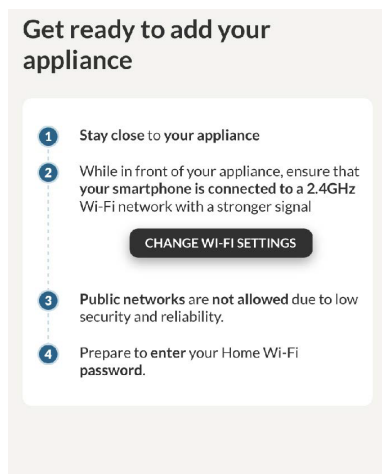 Get ready to add your
appliance
1 Stay close to your appliance
2 While in front of your appliance, ensure that
your smartphone is connected to a 2.4GHz
Wi-Fi network with a stronger signal
CHANGE WI-FI SETTINGS
3 Public networks are not allowed due to low
security and reliability.
4 Prepare to enter your Home Wi-Fi
password.